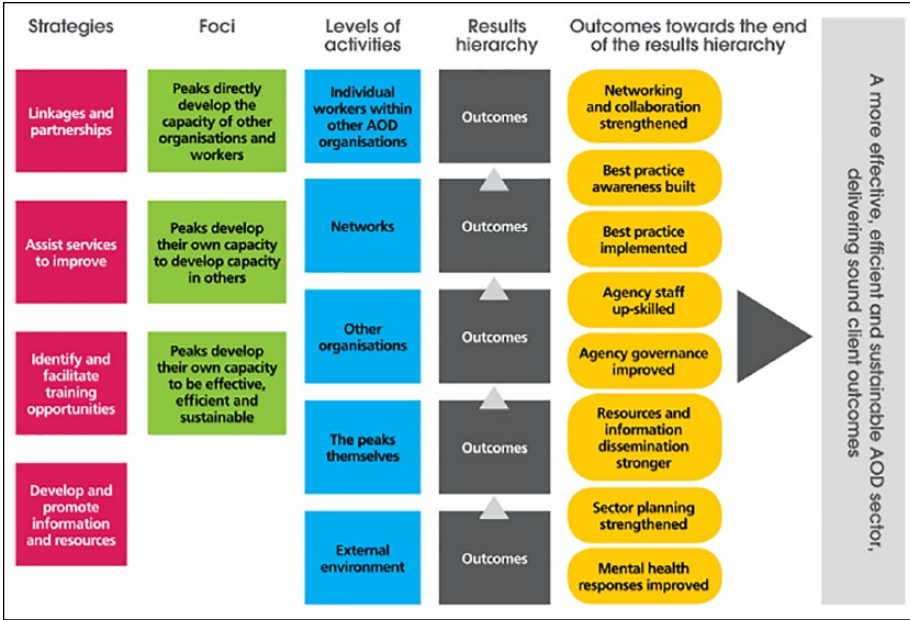 Strategies
Foci
Levels of
activities
Results
hierarchy
Outcomes towards the end
of the results hierarchy
Linkages and
partnerships
Assist services
to improve
Identify and
facilitate
training
opportunities
Develop and
promote
information
and resources
Peaks directly
develop the
capacity of other
organisations and
workers
Peaks develop
their own capacity
to develop capacity
in others
Peaks develop
their own capacity
to be effective,
efficient and
sustainable
Individual
workers within
other AOD
organisations
Networks
Other
organisations
The peaks
themselves
External
environment
Outcomes
Outcomes
Outcomes
Outcomes
Outcomes
Networking
and collaboration
strengthened
Best practice
awareness built
Best practice
implemented
Agency staff
up-skilled
Agency governance
improved
Resources and
information
dissemination
stronger
Sector planning
strengthened
Mental health
responses improved
A more effective, efficient and sustainable AOD sector,
delivering sound client outcomes